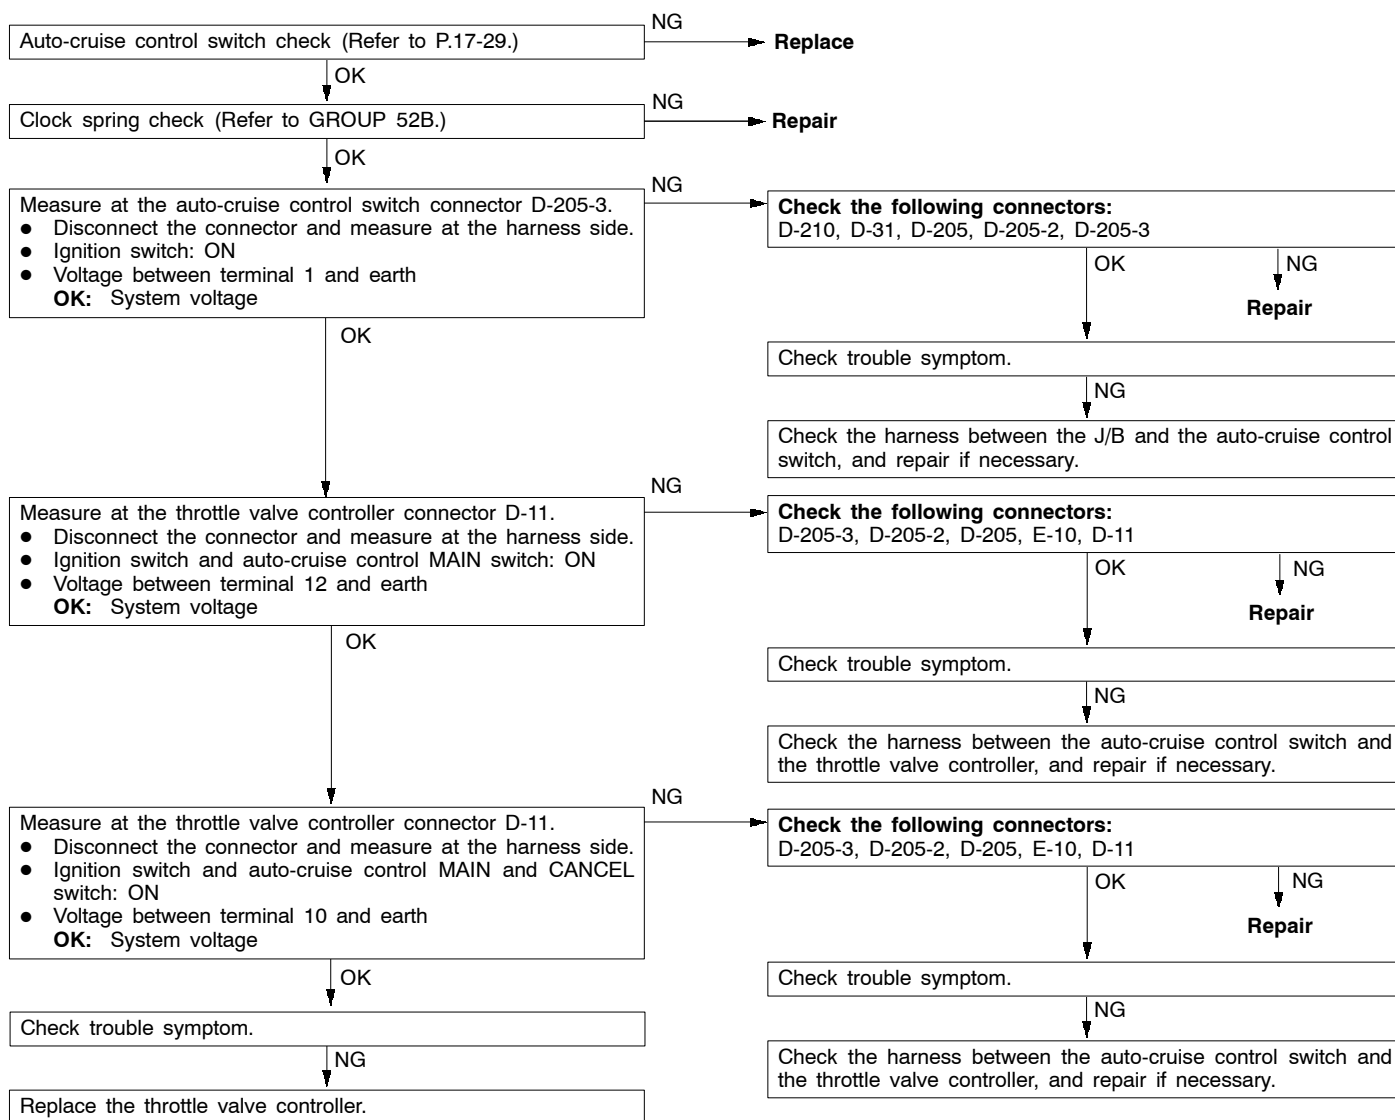 Auto-cruise control switch check (Refer to P.17-29.)
NG
Replace
OK
Clock spring check (Refer to GROUP 52B.)
NG
Repair
OK
Measure at the auto-cruise control switch connector D-205-3.
● Disconnect the connector and measure at the harness side.
● Ignition switch: ON
● Voltage between terminal 1 and earth
OK: System voltage
NG
Check the following connectors:
D-210, D-31, D-205, D-205-2, D-205-3
OK
NG
Repair
Check trouble symptom.
NG
Check the harness between the J/B and the auto-cruise control
switch, and repair if necessary.
OK
Measure at the throttle valve controller connector D-11.
● Disconnect the connector and measure at the harness side.
● Ignition switch and auto-cruise control MAIN switch: ON
● Voltage between terminal 12 and earth
OK: System voltage
NG
Check the following connectors:
D-205-3, D-205-2, D-205, E-10, D-11
OK
NG
Repair
Check trouble symptom.
NG
Check the harness between the auto-cruise control switch and
the throttle valve controller, and repair if necessary.
OK
Measure at the throttle valve controller connector D-11.
● Disconnect the connector and measure at the harness side.
● Ignition switch and auto-cruise control MAIN and CANCEL
switch: ON
● Voltage between terminal 10 and earth
OK: System voltage
NG
Check the following connectors:
D-205-3, D-205-2, D-205, E-10, D-11
OK
NG
Repair
Check trouble symptom.
NG
Check the harness between the auto-cruise control switch and
the throttle valve controller, and repair if necessary.
OK
Check trouble symptom.
NG
Replace the throttle valve controller.